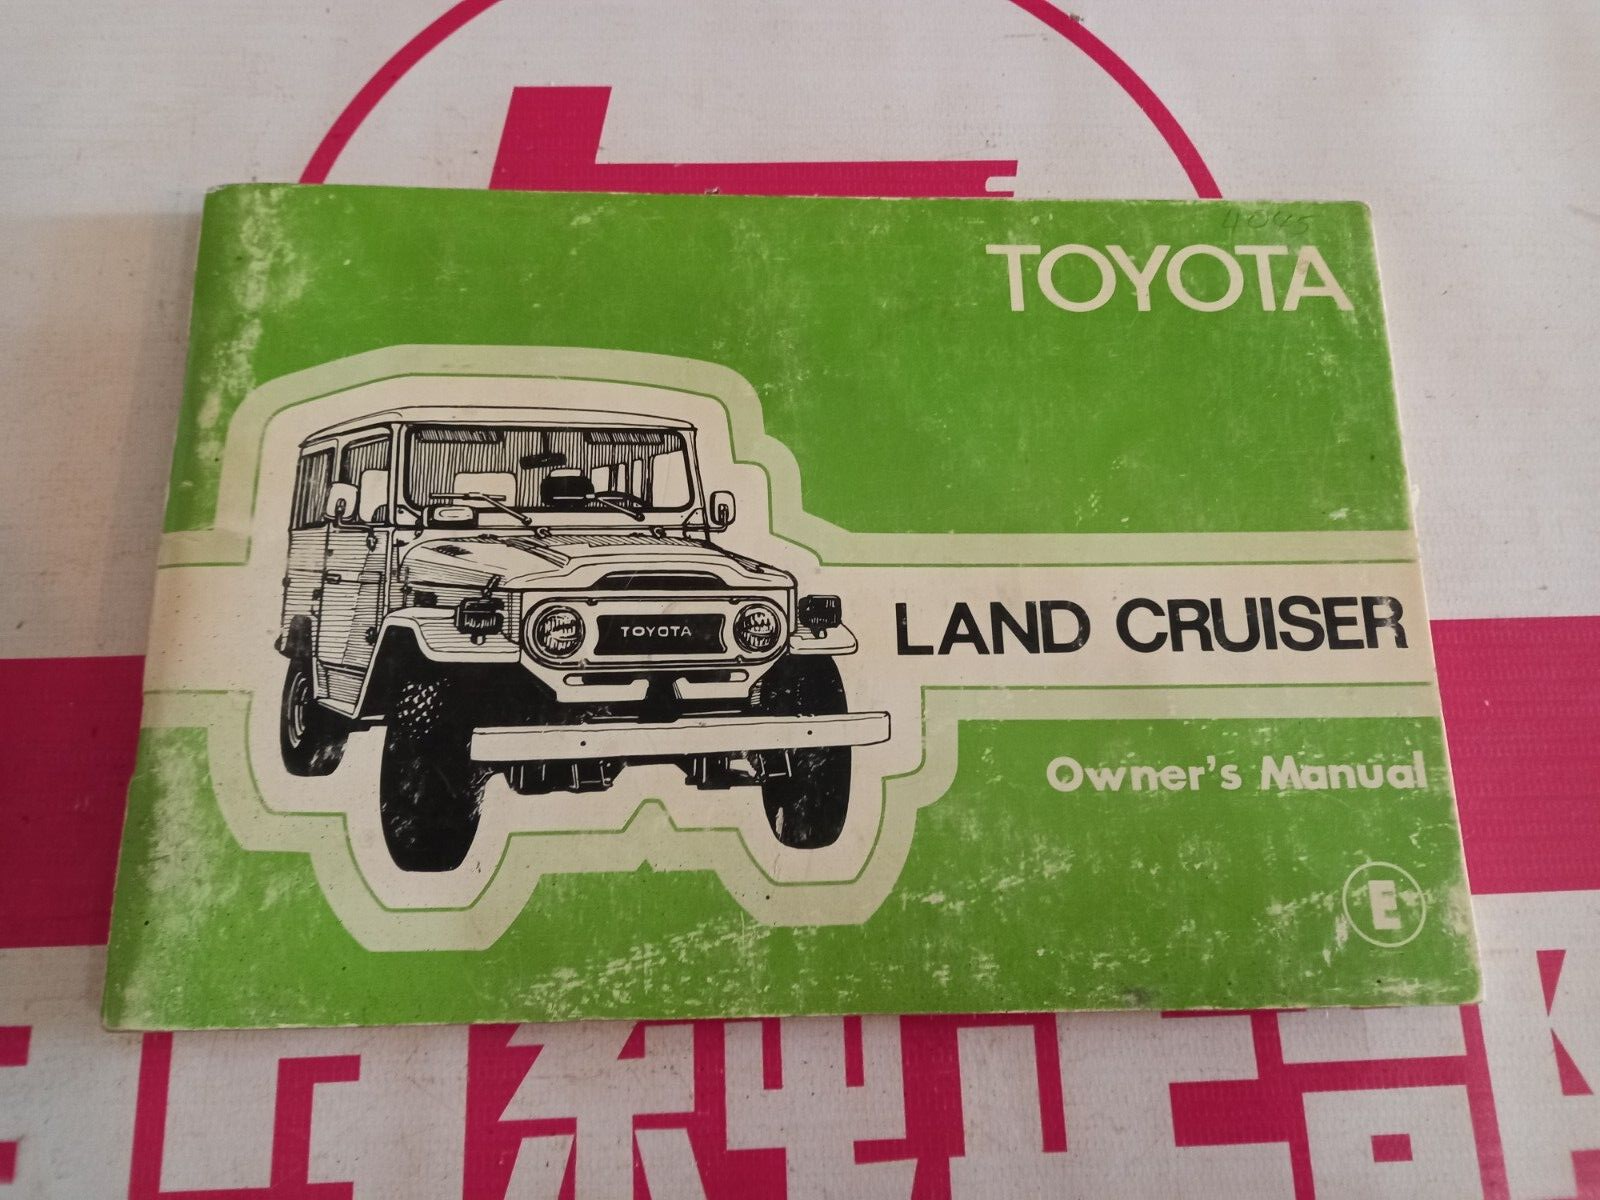 4045
TOYOTA
TOYOTA
LAND CRUISER
Owner's Manual
E